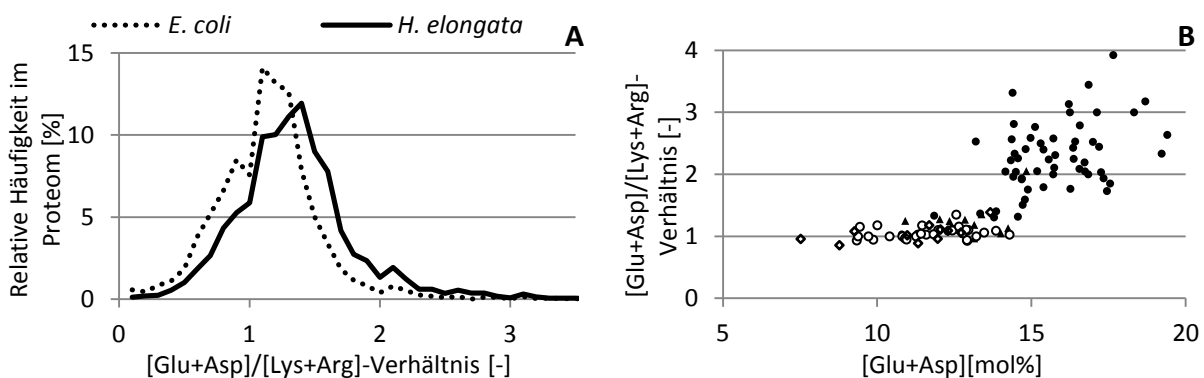 E. coli
H. elongata
A
Relative Häufigkeit im
Proteom [%]
15
10
5
0
0
1
2
3
[Glu+Asp]/[Lys+Arg]-Verhältnis [-]
B
[Glu+Asp]/[Lys+Arg]-
Verhältnis [-]
4
3
2
1
0
5
10
15
20
[Glu+Asp][mol%]